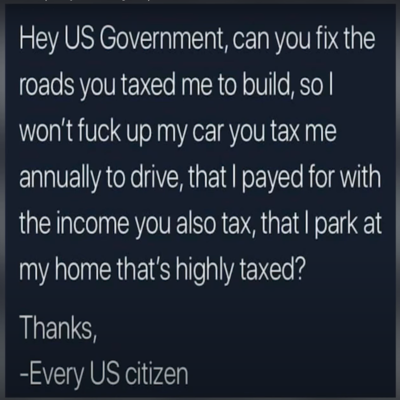 Hey US Government, can you fix the
roads you taxed me to build, so I
won't fuck up my car you tax me
annually to drive, that I payed for with
the income you also tax, that I park at
my home that's highly taxed?
Thanks,
-Every US citizen